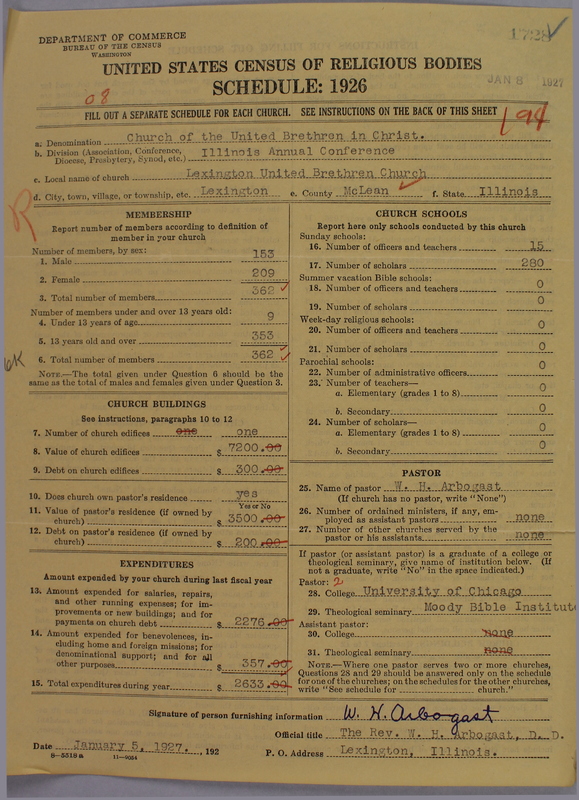 DEPARTMENT OF COMMERCE
BUREAU OF THE CENSUS
WASHINGTON
1728
JAN 8 1927
UNITED STATES CENSUS OF RELIGIOUS BODIES
SCHEDULE: 1926
08
FILL OUT A SEPARATE SCHEDULE FOR EACH CHURCH. SEE INSTRUCTIONS ON THE BACK OF THIS SHEET
194
a. Denomination Church of the United Brethren in Christ.
b. Division (Association, Conference, Diocese, Presbytery, Synod, etc.) Illinois Annual Conference
c. Local name of church Lexington United Brethren Church
d. City, town, village, or township, etc. Lexington e. County McLean f. State Illinois
R
MEMBERSHIP
Report number of members according to definition of
member in your church
Number of members, by sex:
1. Male 153
2. Female 209
3. Total number of members 362
Number of members under and over 13 years old:
4. Under 13 years of age 9
5. 13 years old and over 353
6. Total number of members 362
OK
NOTE.—The total given under Question 6 should be
same as the total of males and females given under Question 3.
CHURCH BUILDINGS
See instructions, paragraphs 10 to 12
7. Number of church edifices one one
8. Value of church edifices $ 7200.00
9. Debt on church edifices $ 300.00
10. Does church own pastor's residence yes
Yes or No
11. Value of pastor's residence (if owned by
church) $ 3500.00
12. Debt on pastor's residence (if owned by
church) $ 200.00
EXPENDITURES
Amount expended by your church during last fiscal year
13. Amount expended for salaries, repairs,
and other running expenses; for im-
provements or new buildings; and for
payments on church debt $ 2276.00
14. Amount expended for benevolences, in-
cluding home and foreign missions; for
denominational support; and for all
other purposes $ 357.00
15. Total expenditures during year $ 2633.00
CHURCH SCHOOLS
Report here only schools conducted by this church
Sunday schools:
16. Number of officers and teachers 15
17. Number of scholars 280
Summer vacation Bible schools:
18. Number of officers and teachers 0
19. Number of scholars 0
Week-day religious schools:
20. Number of officers and teachers 0
21. Number of scholars 0
Parochial schools:
22. Number of administrative officers 0
23. Number of teachers—
a. Elementary (grades 1 to 8) 0
b. Secondary 0
24. Number of scholars—
a. Elementary (grades 1 to 8) 0
b. Secondary 0
PASTOR
25. Name of pastor W. H. Arbogast
(If church has no pastor, write "None")
26. Number of ordained ministers, if any, em-
ployed as assistant pastors none
27. Number of other churches served by the
pastor or his assistants none
If pastor (or assistant pastor) is a graduate of a college or
theological seminary, give name of institution below. (If
not a graduate, write "No" in the space indicated.)
Pastor: 2
28. College University of Chicago
29. Theological seminary Moody Bible Institute
Assistant pastor:
30. College none
31. Theological seminary none
NOTE.—Where one pastor serves two or more churches,
Questions 28 and 29 should be answered only on the schedule
for one of the churches; on the schedules for the other churches,
write "See schedule for church."
Signature of person furnishing information W. H. Arbogast
Official title The Rev. W. H. Arbogast, D. D.
Date January 5, 1927. , 192
P. O. Address Lexington, Illinois.
8—5518a 11—9054